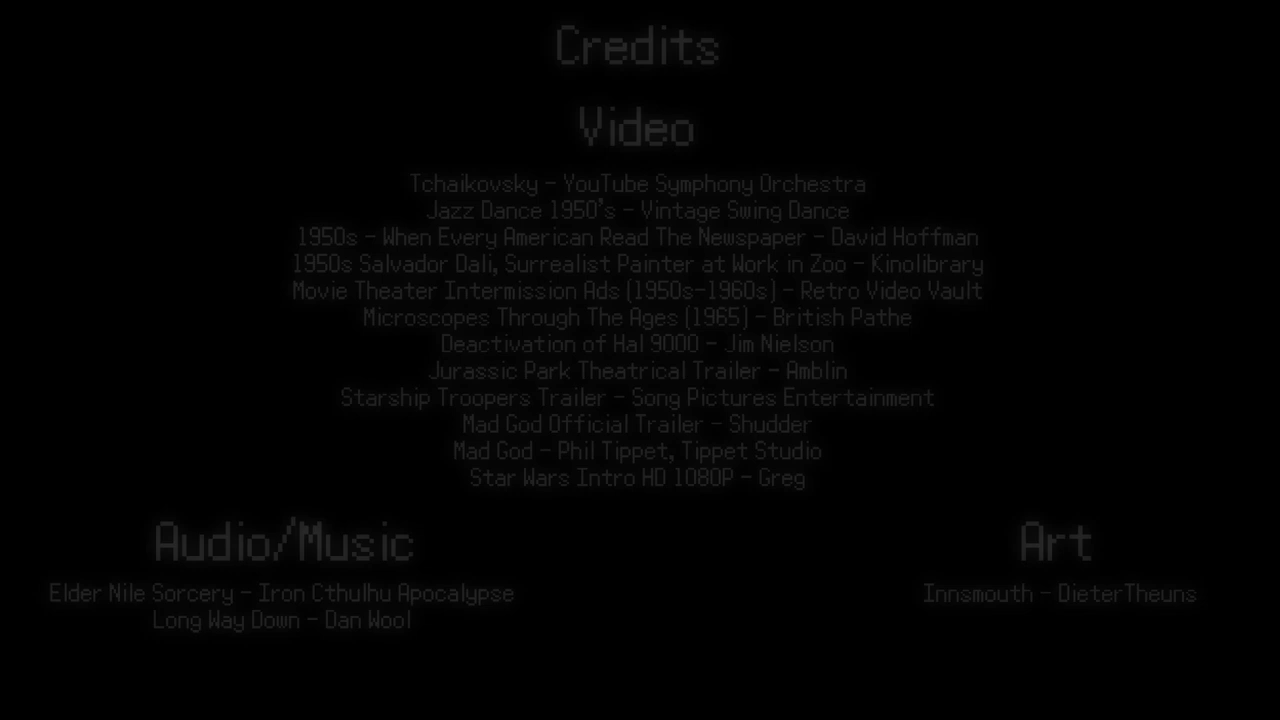 Credits
Video
Tchaikovsky - YouTube Symphony Orchestra
Jazz Dance 1950's - Vintage Swing Dance
1950s - When Every American Read The Newspaper - David Hoffman
1950s Salvador Dali, Surrealist Painter at Work in Zoo - Kinolibrary
Movie Theater Intermission Ads (1950s-1960s) - Retro Video Vault
Microscopes Through The Ages (1965) - British Pathe
Deactivation of Hal 9000 - Jim Nielson
Jurassic Park Theatrical Trailer - Amblin
Starship Troopers Trailer - Song Pictures Entertainment
Mad God Official Trailer - Shudder
Mad God - Phil Tippet, Tippet Studio
Star Wars Intro HD 1080P - Greg
Audio/Music
Elder Nile Sorcery - Iron Cthulhu Apocalypse
Long Way Down - Dan Wool
Art
Innsmouth - DieterTheuns